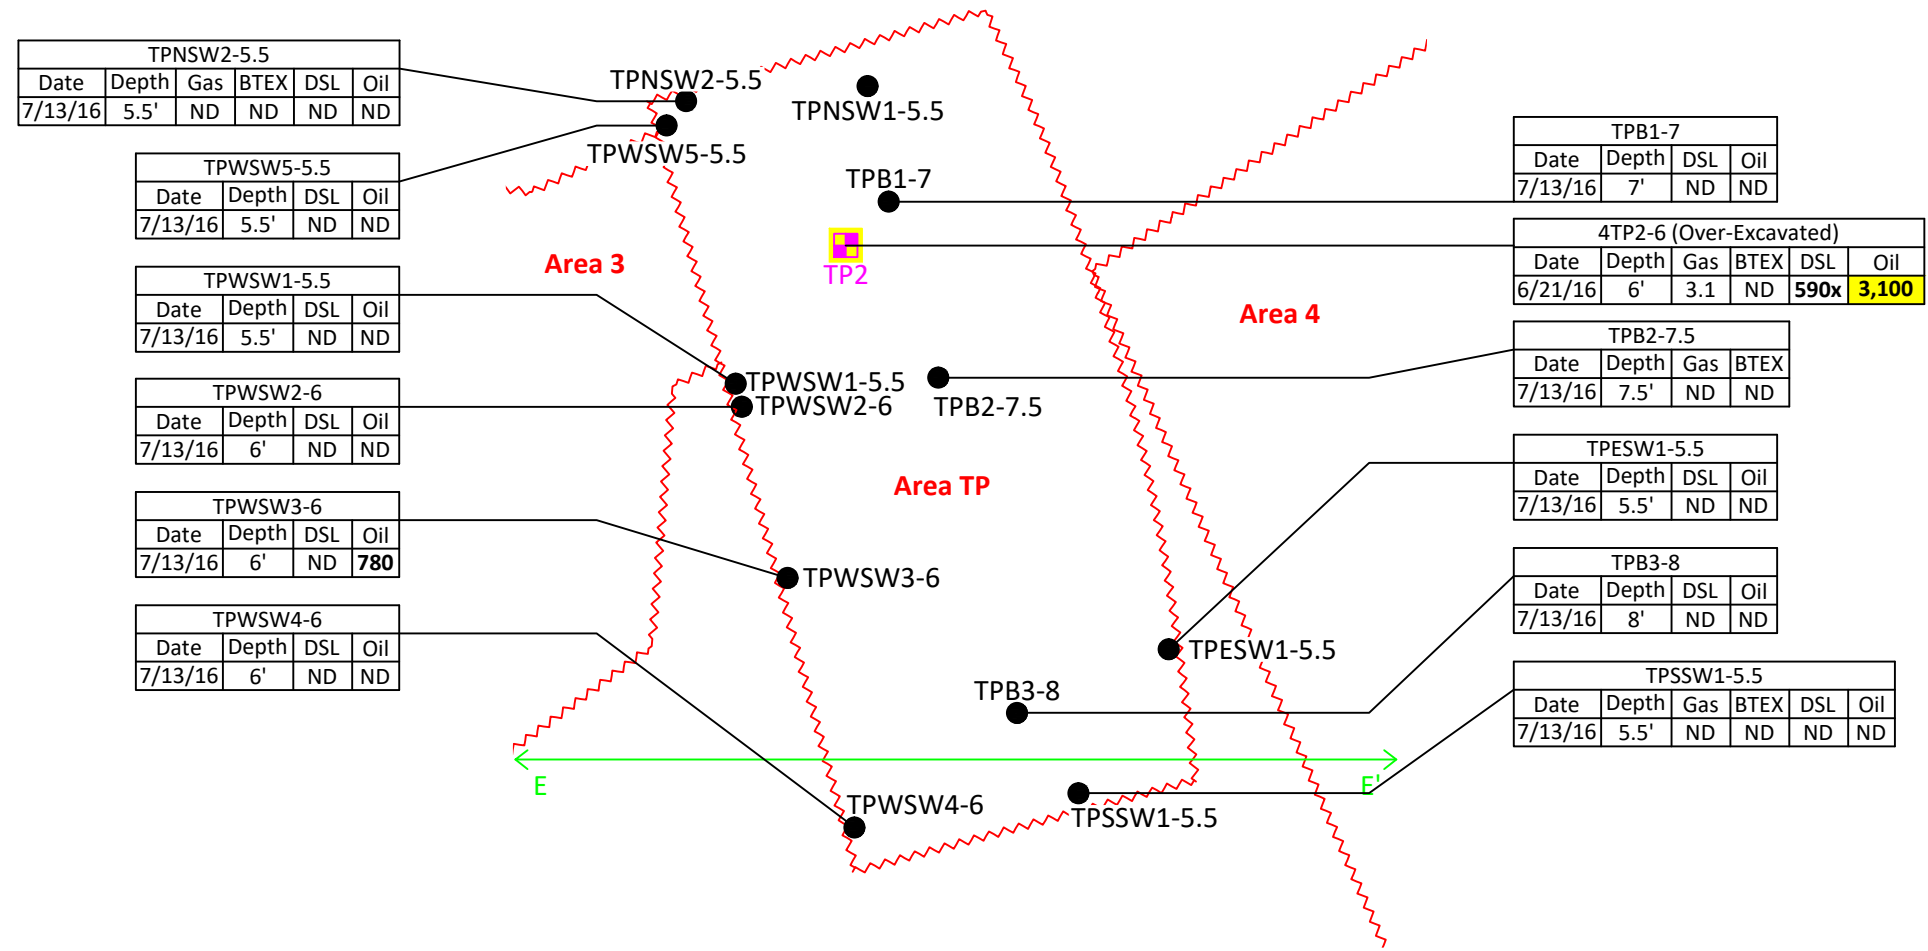 TPNSW2-5.5
Date Depth Gas BTEX DSL Oil
7/13/16 5.5' ND ND ND ND
TPWSW5-5.5
Date Depth DSL Oil
7/13/16 5.5' ND ND
TPWSW1-5.5
Date Depth DSL Oil
7/13/16 5.5' ND ND
TPWSW2-6
Date Depth DSL Oil
7/13/16 6' ND ND
TPWSW3-6
Date Depth DSL Oil
7/13/16 6' ND 780
TPWSW4-6
Date Depth DSL Oil
7/13/16 6' ND ND
TPNSW2-5.5
TPNSW1-5.5
TPWSW5-5.5
TPB1-7
TP2
Area 3
Area 4
TPWSW1-5.5
TPWSW2-6
TPB2-7.5
Area TP
TPWSW3-6
TPESW1-5.5
TPB3-8
E
E'
TPWSW4-6
TPSSW1-5.5
TPB1-7
Date Depth DSL Oil
7/13/16 7' ND ND
4TP2-6 (Over-Excavated)
Date Depth Gas BTEX DSL Oil
6/21/16 6' 3.1 ND 590x 3,100
TPB2-7.5
Date Depth Gas BTEX
7/13/16 7.5' ND ND
TPESW1-5.5
Date Depth DSL Oil
7/13/16 5.5' ND ND
TPB3-8
Date Depth DSL Oil
7/13/16 8' ND ND
TPSSW1-5.5
Date Depth Gas BTEX DSL Oil
7/13/16 5.5' ND ND ND ND